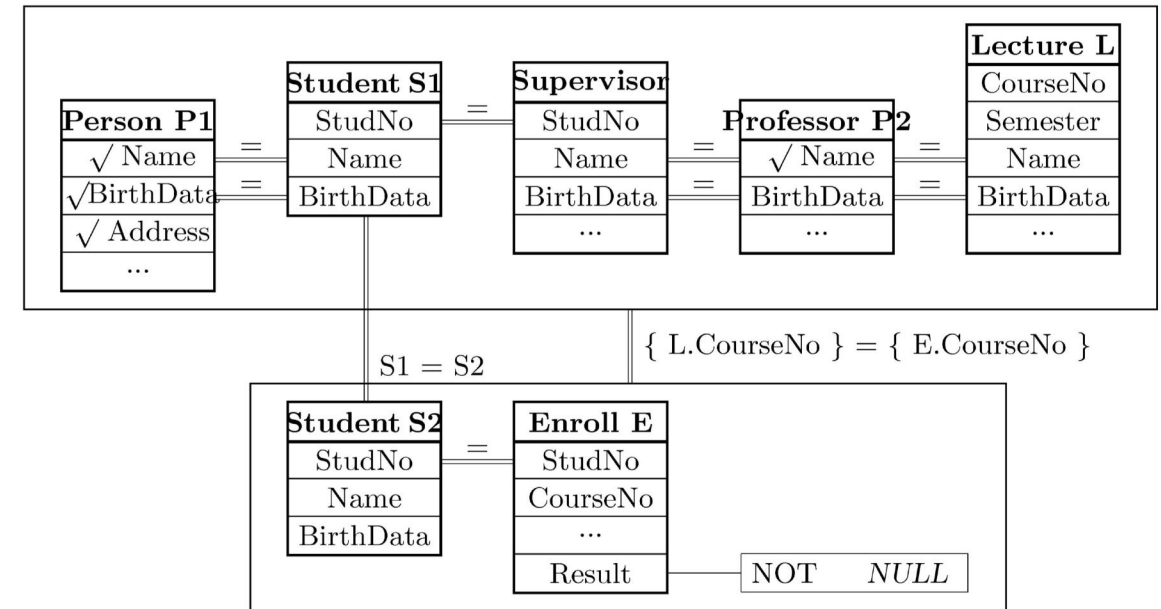 Person P1
√ Name
√BirthData
√ Address
...
=
=
Student S1
StudNo
Name
BirthData
=
Supervisor
StudNo
Name
BirthData
...
=
=
Professor P2
√ Name
BirthData
...
=
=
Lecture L
CourseNo
Semester
Name
BirthData
...
S1 = S2
{ L.CourseNo } = { E.CourseNo }
Student S2
StudNo
Name
BirthData
=
Enroll E
StudNo
CourseNo
...
Result
NOT NULL